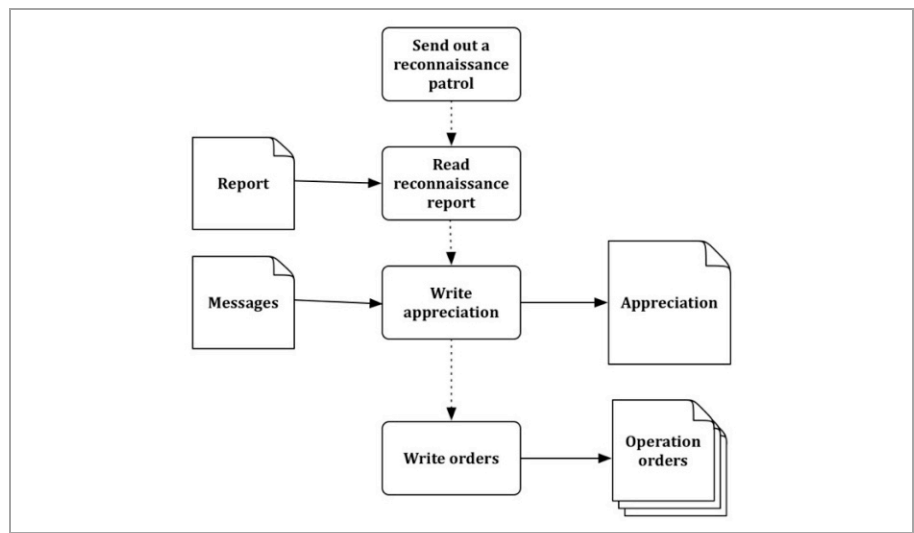 Send out a
reconnaissance
patrol
Report
Read
reconnaissance
report
Messages
Write
appreciation
Appreciation
Write orders
Operation
orders